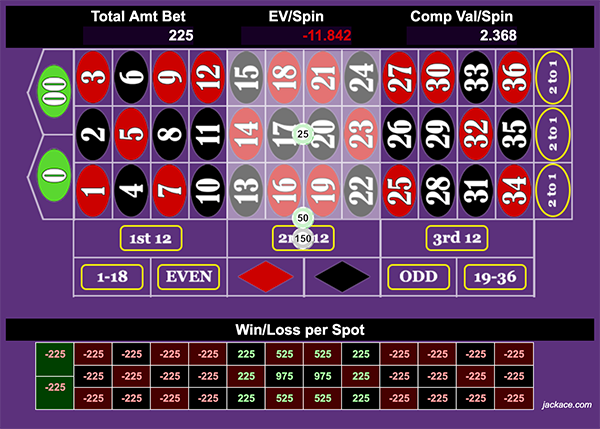 Total Amt Bet EV/Spin Comp Val/Spin
225 -11.842 2.368
00 3 6 9 12 15 18 21 24 27 30 33 36 2 to 1
2 5 8 11 14 17 25 20 23 26 29 32 35 2 to 1
0 1 4 7 10 13 16 19 22 25 28 31 34 2 to 1
50
1st 12 2nd 12 3rd 12
150
1-18 EVEN ODD 19-36
Win/Loss per Spot
-225 -225 -225 -225 -225 225 525 525 225 -225 -225 -225 -225
-225 -225 -225 -225 225 975 975 225 -225 -225 -225 -225
-225 -225 -225 -225 -225 225 525 525 225 -225 -225 -225 -225
jackace.com